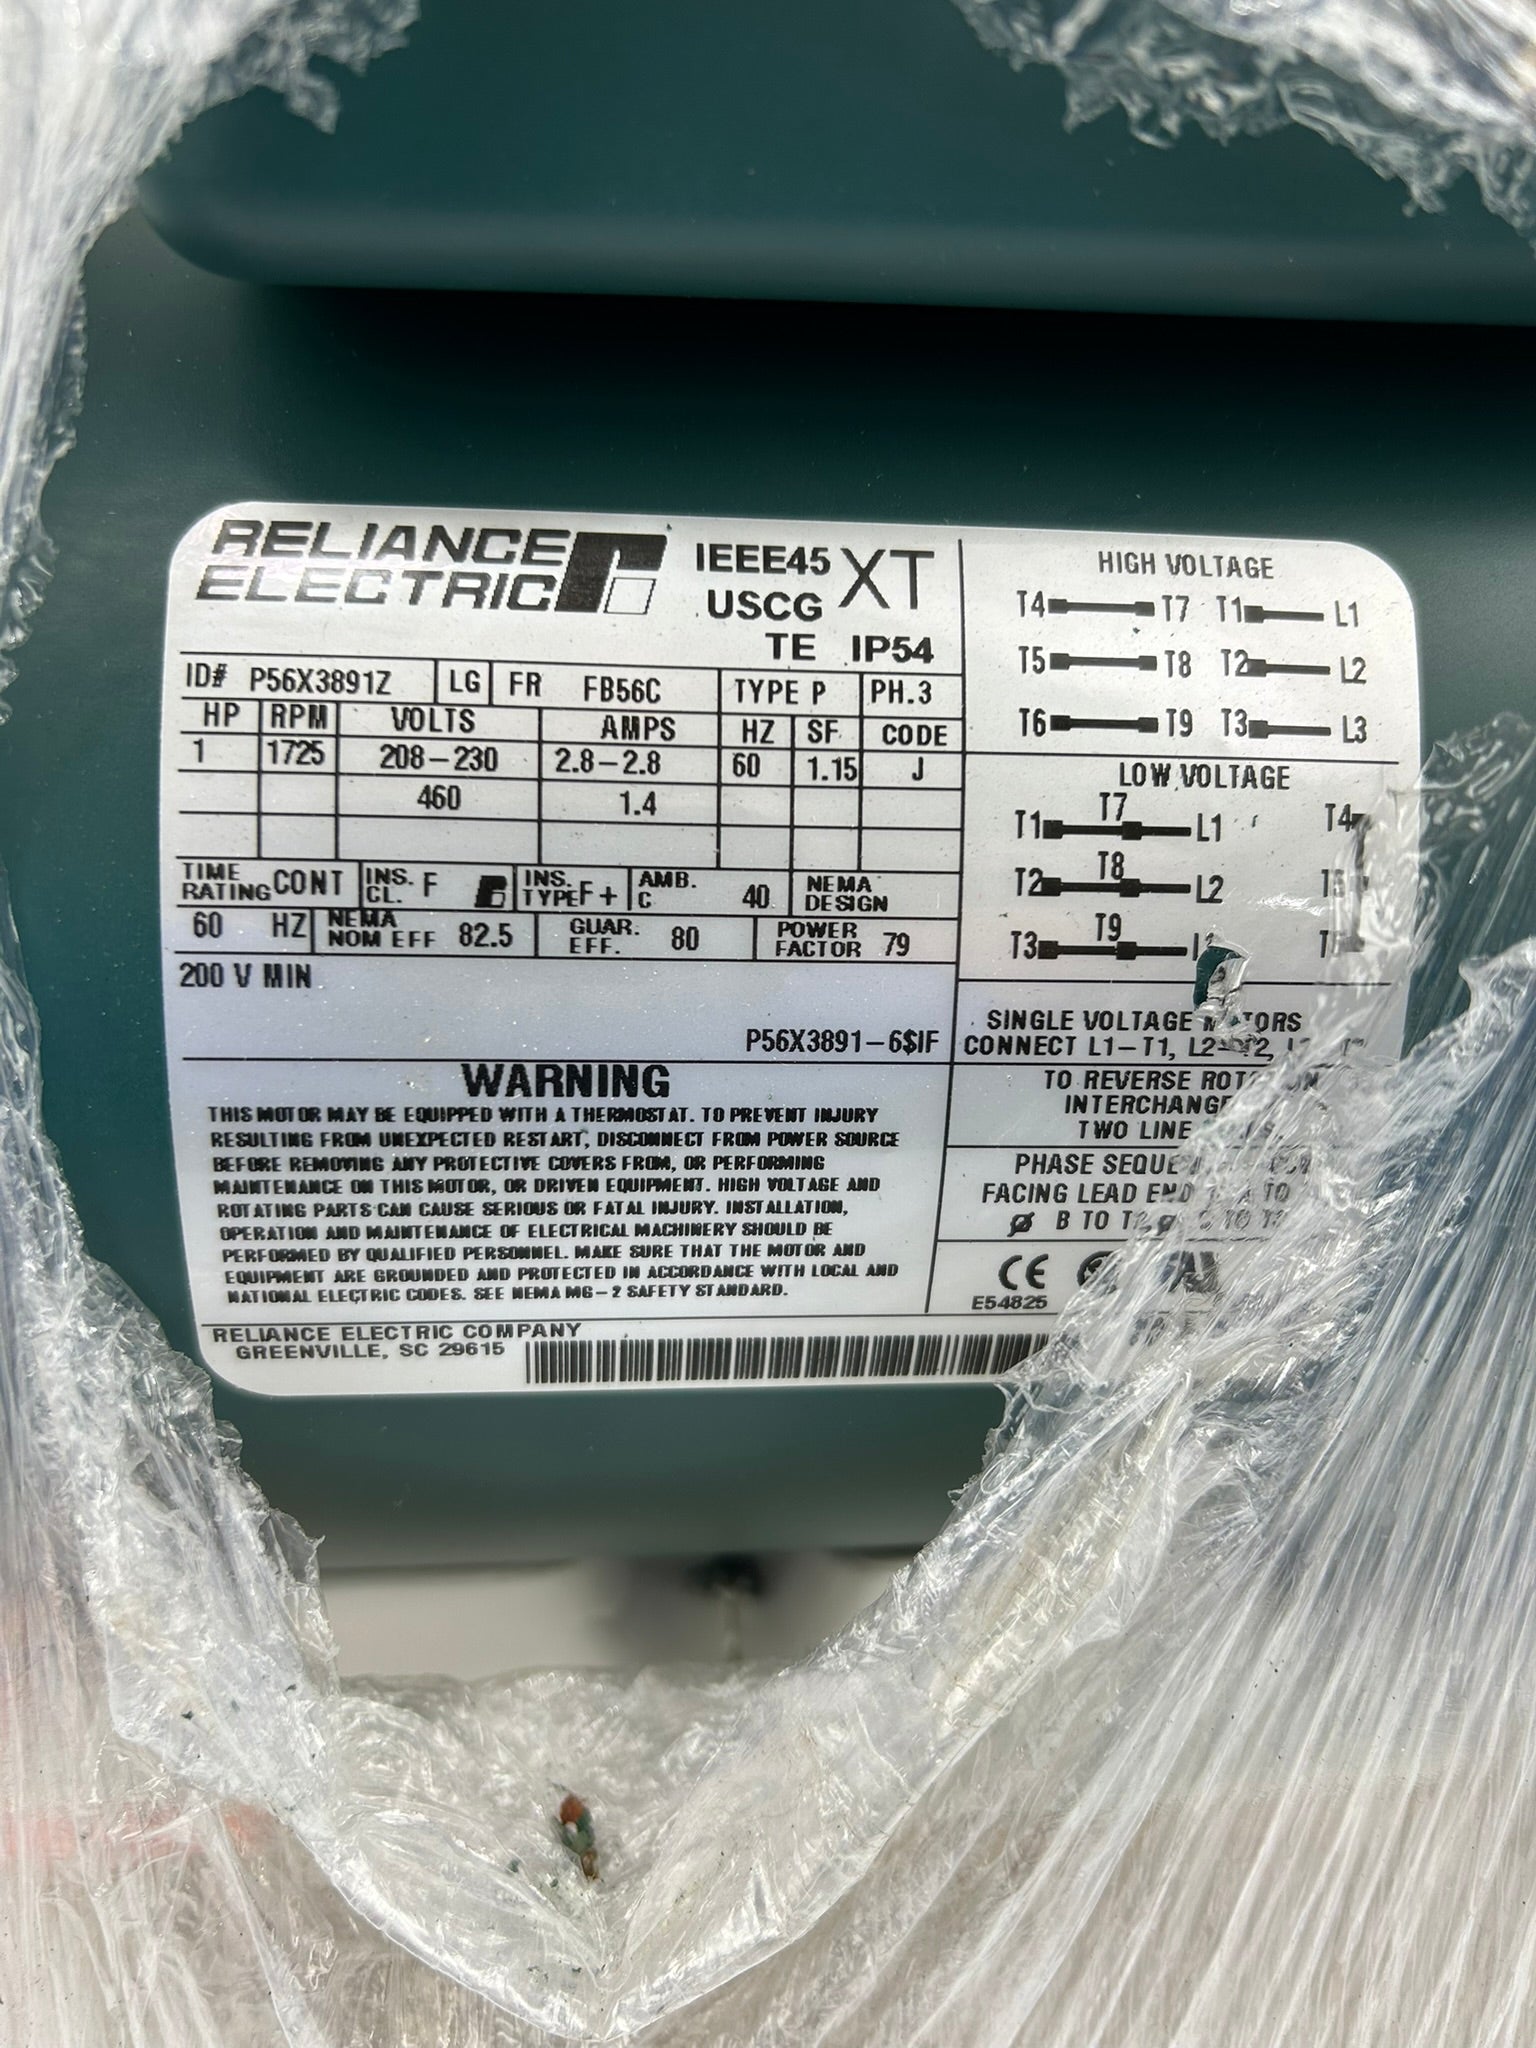 RELIANCE
ELECTRIC
IEEE45 XT
USCG
TE IP54
ID# P56X3891Z LG FR FB56C TYPE P PH.3
HP RPM VOLTS AMPS HZ SF CODE
1 1725 208-230 2.8-2.8 60 1.15 J
460 1.4
TIME RATING CONT INS. CL. F INS. TYPE F+ AMB. C 40 NEMA DESIGN
60 HZ NEMA NOM EFF 82.5 GUAR. EFF. 80 POWER FACTOR 79
200 V MIN
P56X3891-6$IF
WARNING
THIS MOTOR MAY BE EQUIPPED WITH A THERMOSTAT. TO PREVENT INJURY
RESULTING FROM UNEXPECTED RESTART, DISCONNECT FROM POWER SOURCE
BEFORE REMOVING ANY PROTECTIVE COVERS FROM, OR PERFORMING
MAINTENANCE ON THIS MOTOR, OR DRIVEN EQUIPMENT. HIGH VOLTAGE AND
ROTATING PARTS CAN CAUSE SERIOUS OR FATAL INJURY. INSTALLATION,
OPERATION AND MAINTENANCE OF ELECTRICAL MACHINERY SHOULD BE
PERFORMED BY QUALIFIED PERSONNEL. MAKE SURE THAT THE MOTOR AND
EQUIPMENT ARE GROUNDED AND PROTECTED IN ACCORDANCE WITH LOCAL AND
NATIONAL ELECTRIC CODES. SEE NEMA MG-2 SAFETY STANDARD.
RELIANCE ELECTRIC COMPANY
GREENVILLE, SC 29615
HIGH VOLTAGE
T4 T7 T1 L1
T5 T8 T2 L2
T6 T9 T3 L3
LOW VOLTAGE
T1 T7 L1 T4
T2 T8 L2
T3 T9
SINGLE VOLTAGE
CONNECT L1-T1,
TO REVERSE
INTERCHANGE
TWO LINE
PHASE
FACING LEAD END TO
Ø B TO
CE
E54825